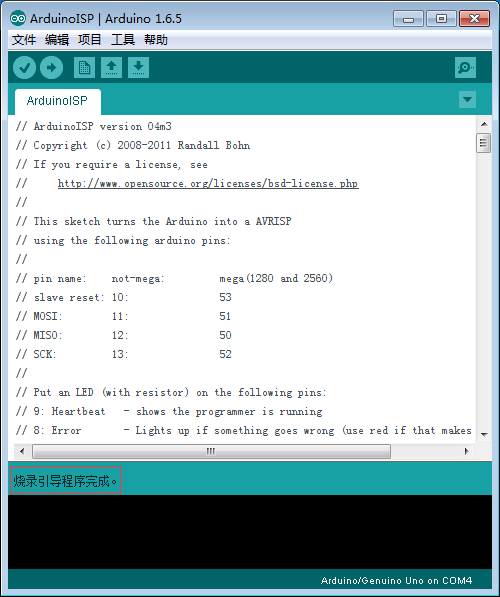 ArduinoISP | Arduino 1.6.5
文件 编辑 项目 工具 帮助
ArduinoISP
// ArduinoISP version 04m3
// Copyright (c) 2008-2011 Randall Bohn
// If you require a license, see
//     http://www.opensource.org/licenses/bsd-license.php
//
// This sketch turns the Arduino into a AVRISP
// using the following arduino pins:
//
// pin name:    not-mega:         mega(1280 and 2560)
// slave reset: 10:               53
// MOSI:        11:               51
// MISO:        12:               50
// SCK:         13:               52
//
// Put an LED (with resistor) on the following pins:
// 9: Heartbeat   - shows the programmer is running
// 8: Error       - Lights up if something goes wrong (use red if that makes
烧录引导程序完成。
Arduino/Genuino Uno on COM4